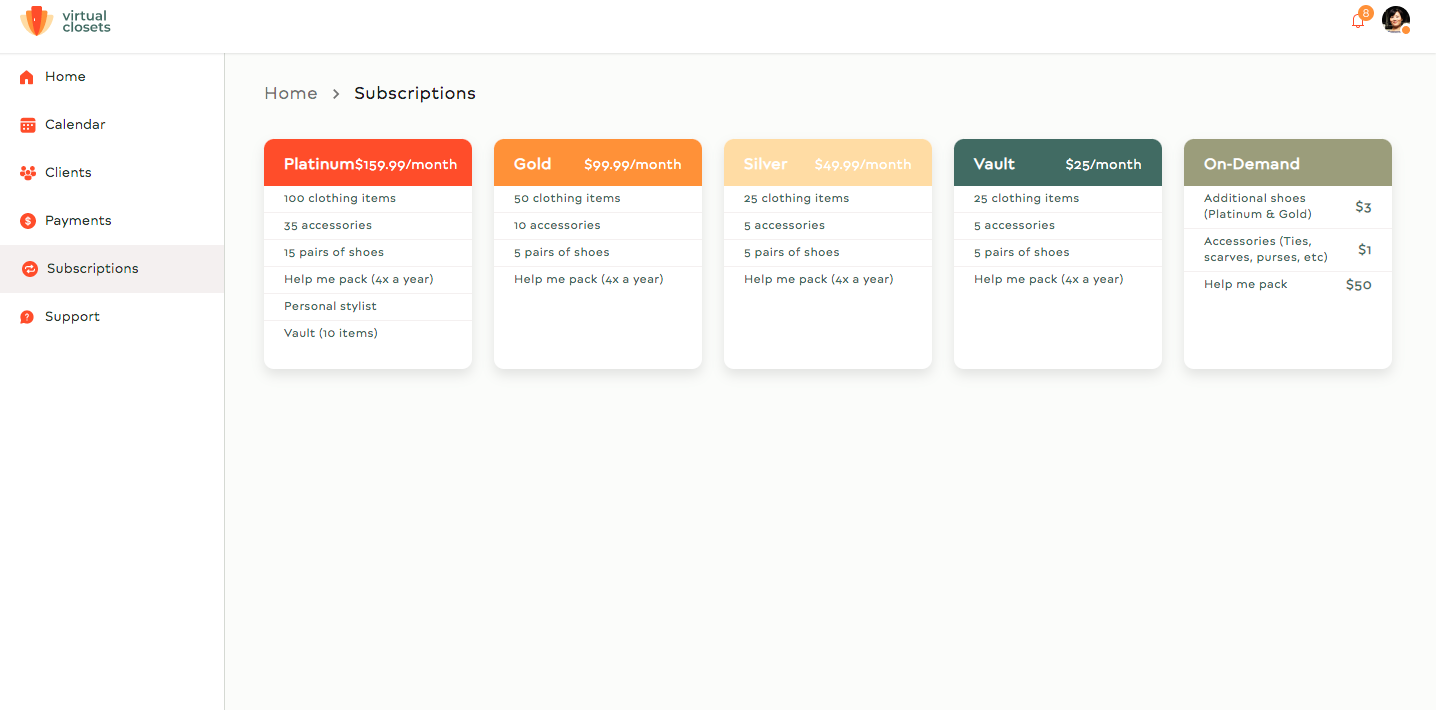 virtual
closets
8
Home
Calendar
Clients
Payments
Subscriptions
Support
Home > Subscriptions
Platinum $159.99/month
100 clothing items
35 accessories
15 pairs of shoes
Help me pack (4x a year)
Personal stylist
Vault (10 items)
Gold $99.99/month
50 clothing items
10 accessories
5 pairs of shoes
Help me pack (4x a year)
Silver $49.99/month
25 clothing items
5 accessories
5 pairs of shoes
Help me pack (4x a year)
Vault $25/month
25 clothing items
5 accessories
5 pairs of shoes
Help me pack (4x a year)
On-Demand
Additional shoes
(Platinum & Gold) $3
Accessories (Ties,
scarves, purses, etc) $1
Help me pack $50